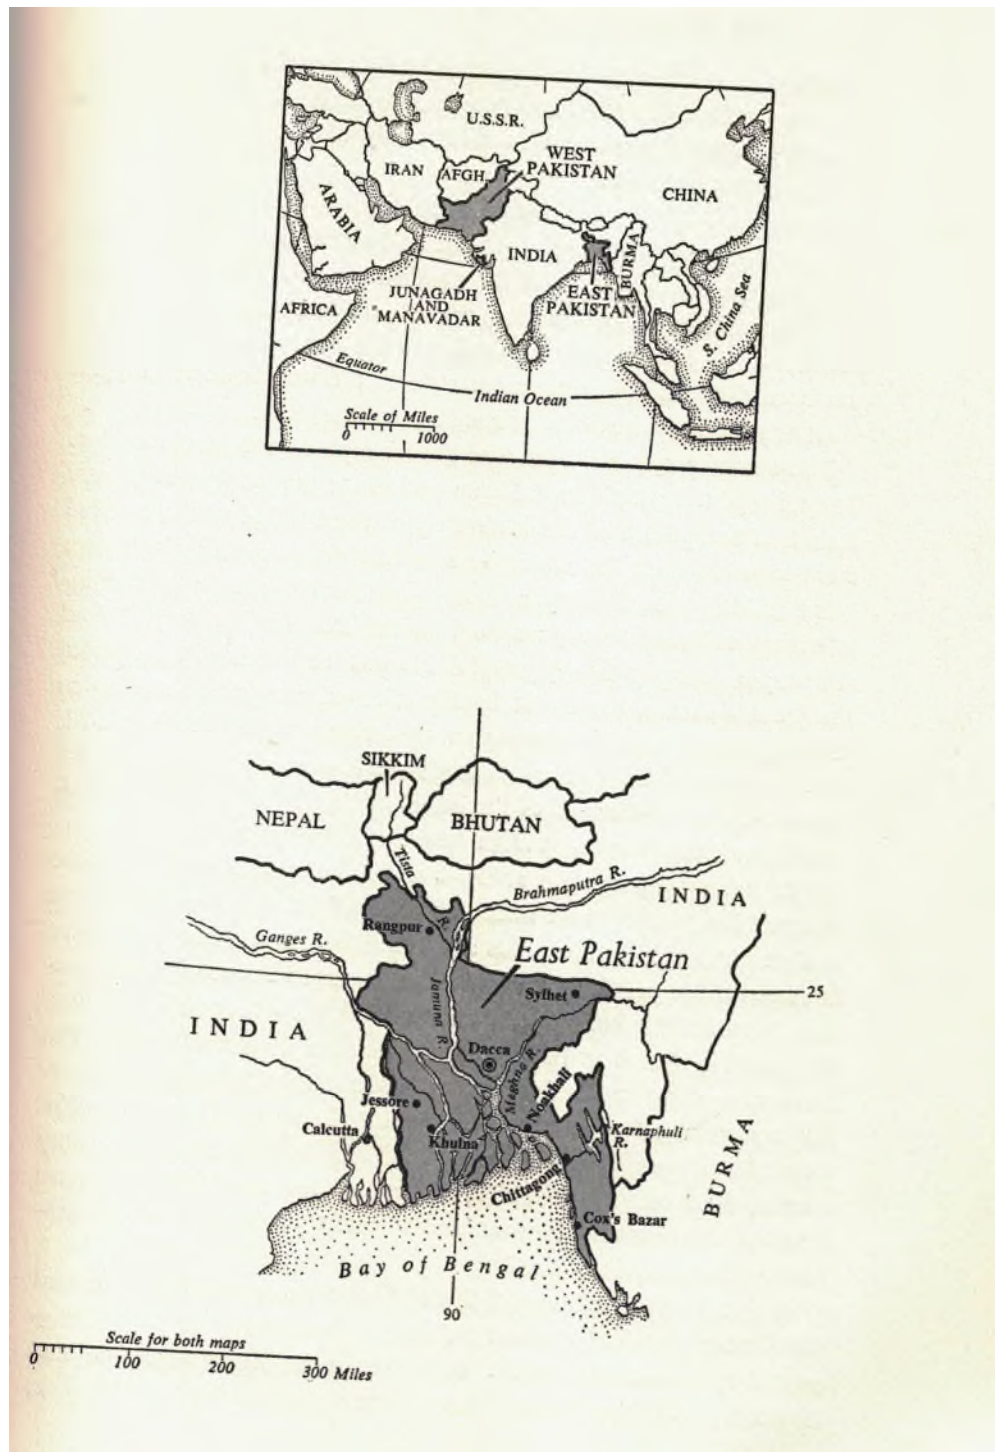 U.S.S.R.
WEST
PAKISTAN
IRAN
AFGH.
CHINA
ARABIA
INDIA
BURMA
EAST
PAKISTAN
JUNAGADH
AND
MANAVADAR
AFRICA
S. China Sea
Equator
Indian Ocean
Scale of Miles
0 1000
SIKKIM
NEPAL
BHUTAN
Tista R.
Brahmaputra R.
INDIA
Rangpur
Ganges R.
East Pakistan
Jamuna R.
Sylhet
25
INDIA
Dacca
Meghna R.
Noakhali
Jessore
Calcutta
Khulna
Karnaphuli
R.
Chittagong
BURMA
Cox's Bazar
Bay of Bengal
90
Scale for both maps
0 100 200 300 Miles